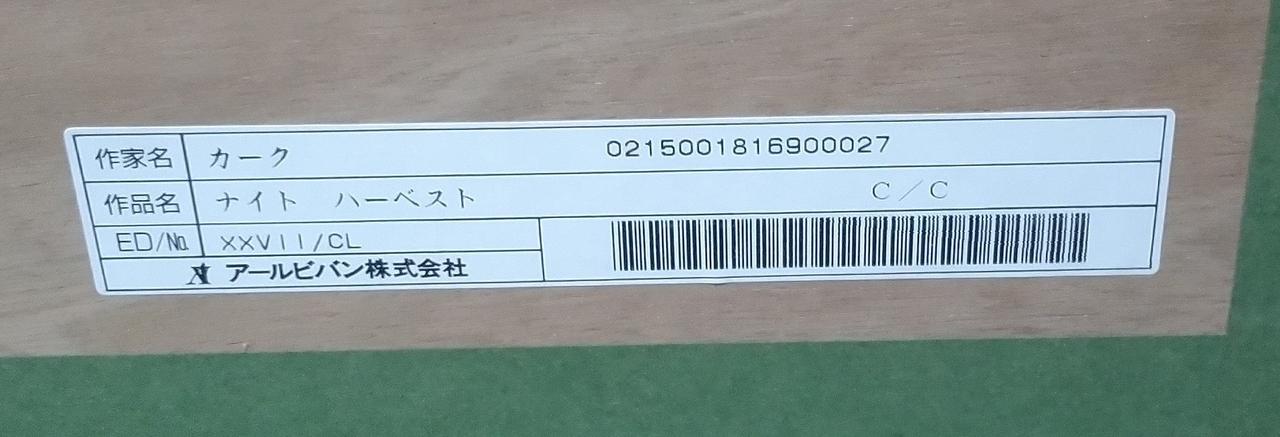 作家名 カーク 0215001816900027
作品名 ナイト ハーベスト C/C
ED/No. XXVII/CL
アールビバン株式会社